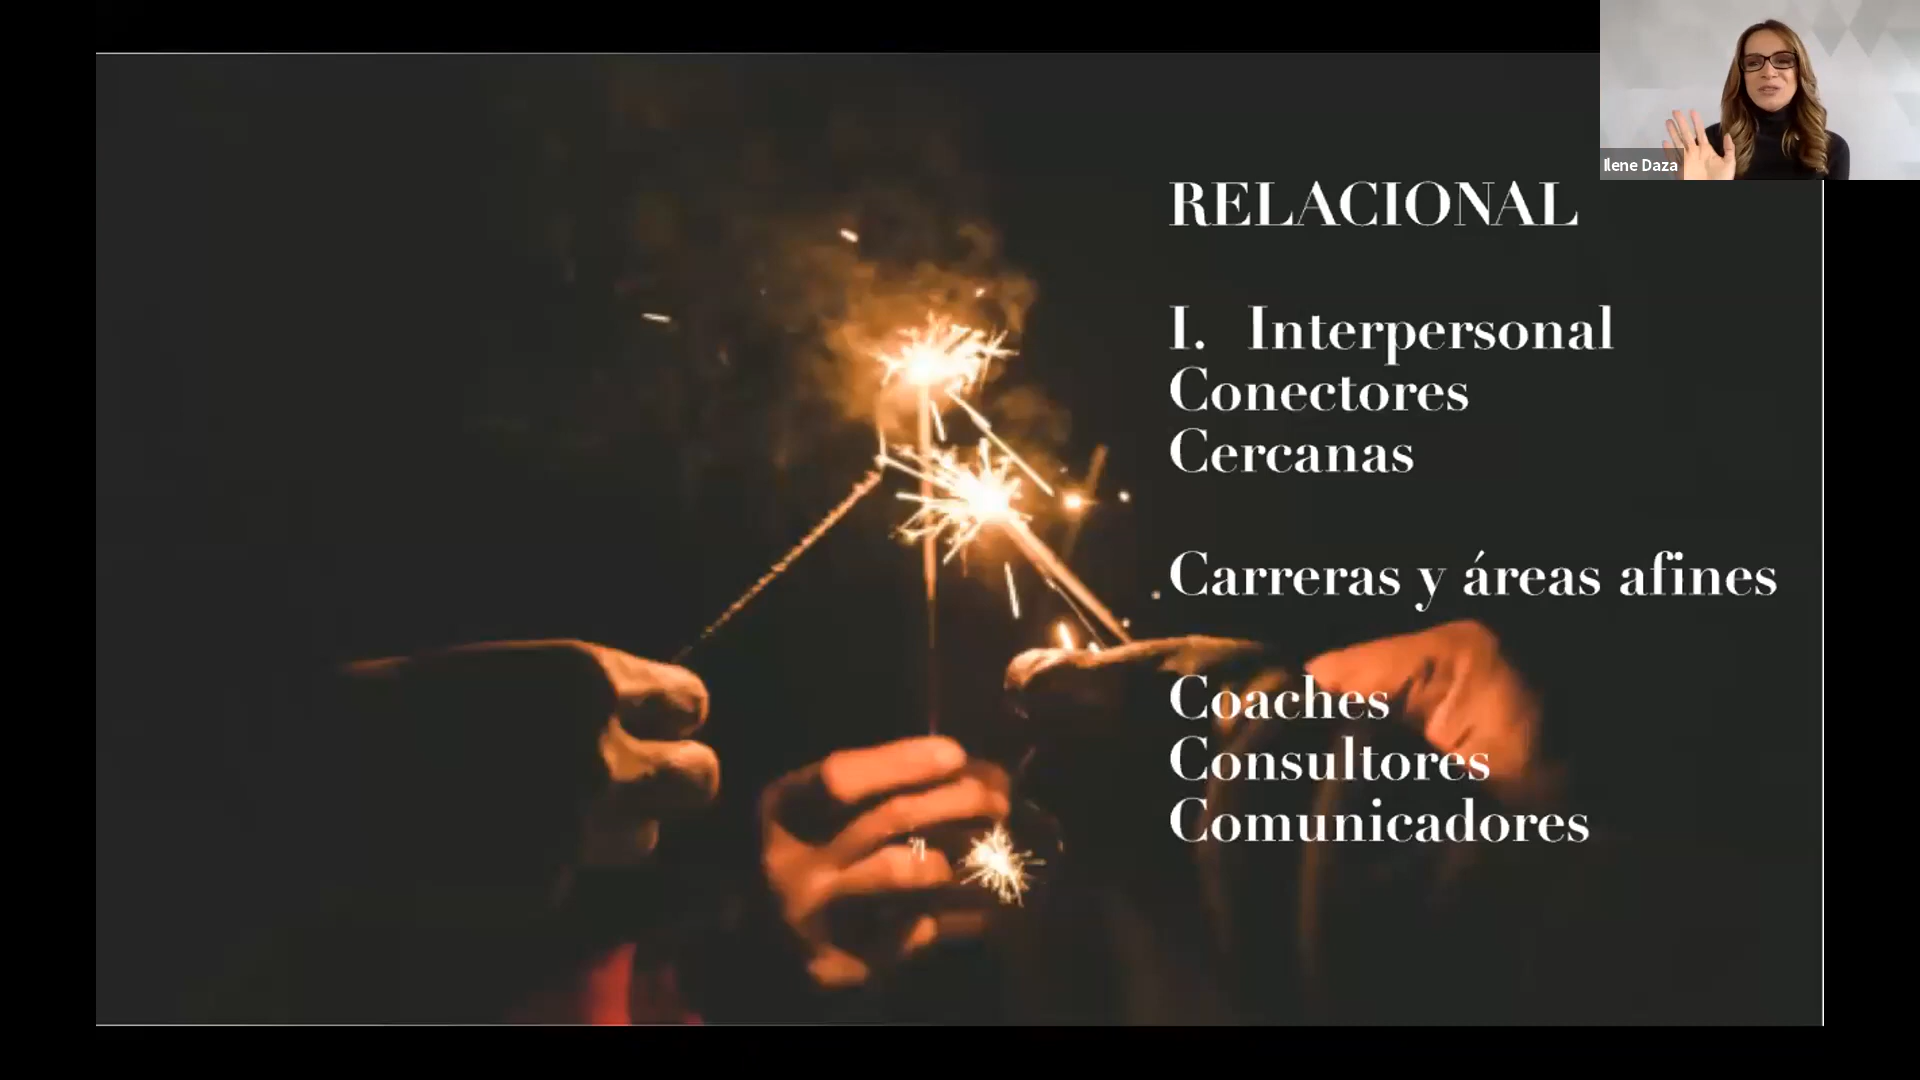 Ilene Daza
RELACIONAL
I. Interpersonal
Conectores
Cercanas
Carreras y áreas afines
Coaches
Consultores
Comunicadores